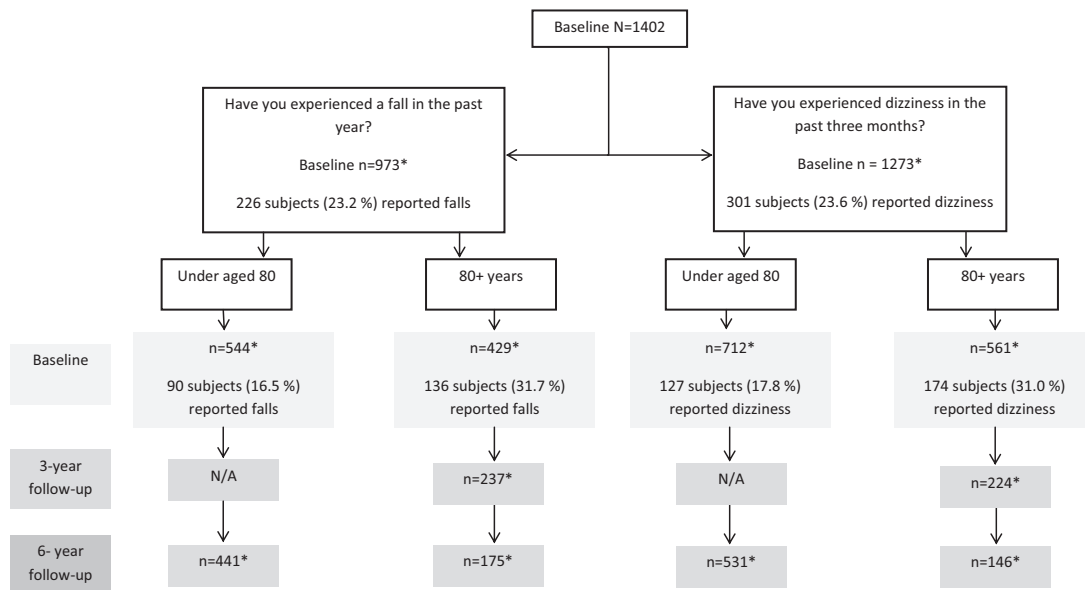 Baseline N=1402
Have you experienced a fall in the past
year?
Baseline n=973*
226 subjects (23.2 %) reported falls
Have you experienced dizziness in the
past three months?
Baseline n = 1273*
301 subjects (23.6 %) reported dizziness
Under aged 80
80+ years
Under aged 80
80+ years
Baseline
n=544*
90 subjects (16.5 %)
reported falls
n=429*
136 subjects (31.7 %)
reported falls
n=712*
127 subjects (17.8 %)
reported dizziness
n=561*
174 subjects (31.0 %)
reported dizziness
3-year
follow-up
N/A
n=237*
N/A
n=224*
6- year
follow-up
n=441*
n=175*
n=531*
n=146*